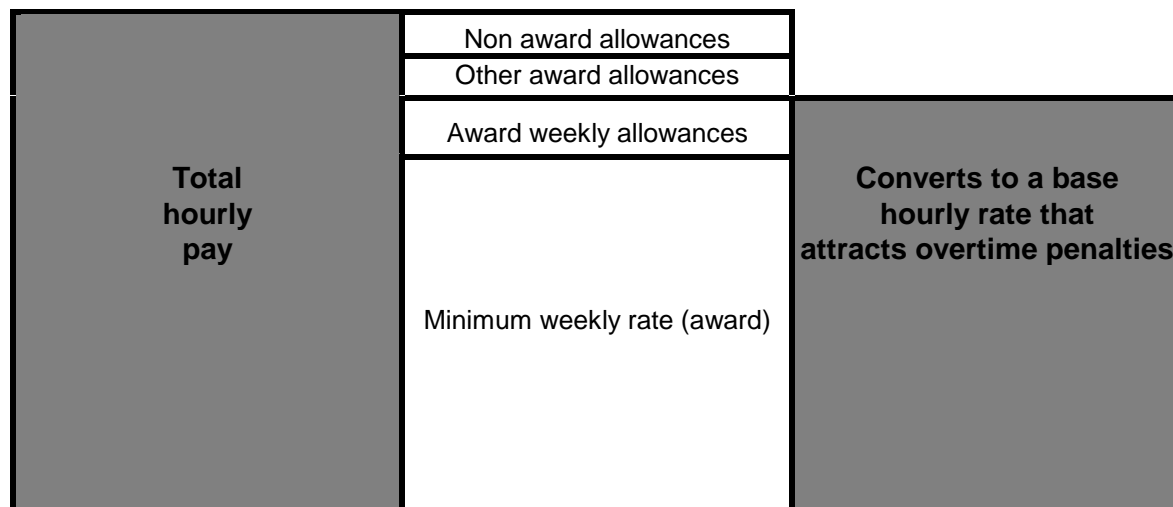 Non award allowances
Other award allowances
Award weekly allowances
Total
hourly
pay
Converts to a base
hourly rate that
attracts overtime penalties
Minimum weekly rate (award)